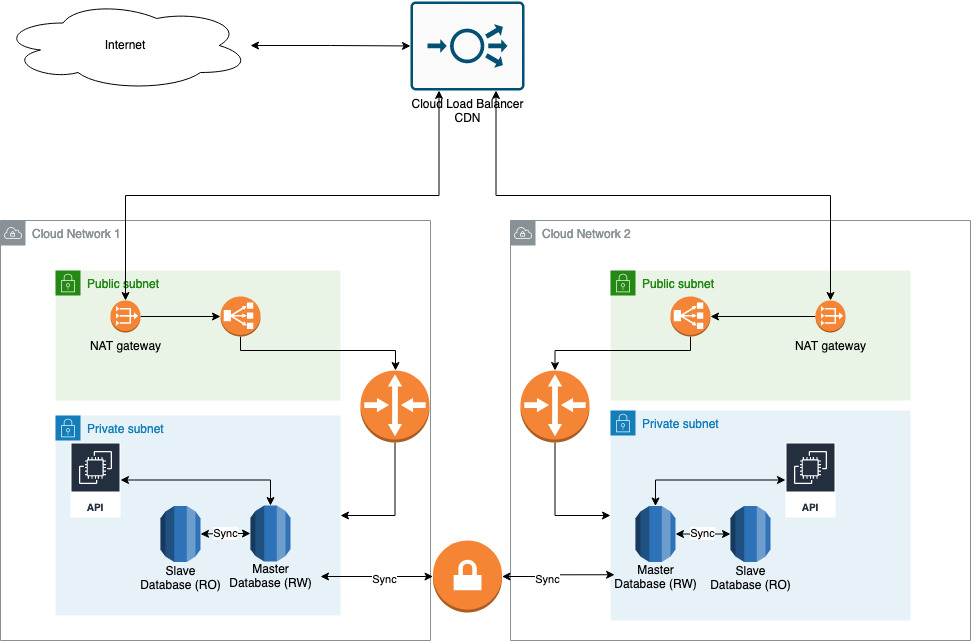 Internet
Cloud Load Balancer
CDN
Cloud Network 1
Cloud Network 2
Public subnet
NAT gateway
Public subnet
NAT gateway
Private subnet
API
Sync
Slave
Database (RO)
Master
Database (RW)
Sync
Sync
Private subnet
API
Sync
Master
Database (RW)
Slave
Database (RO)